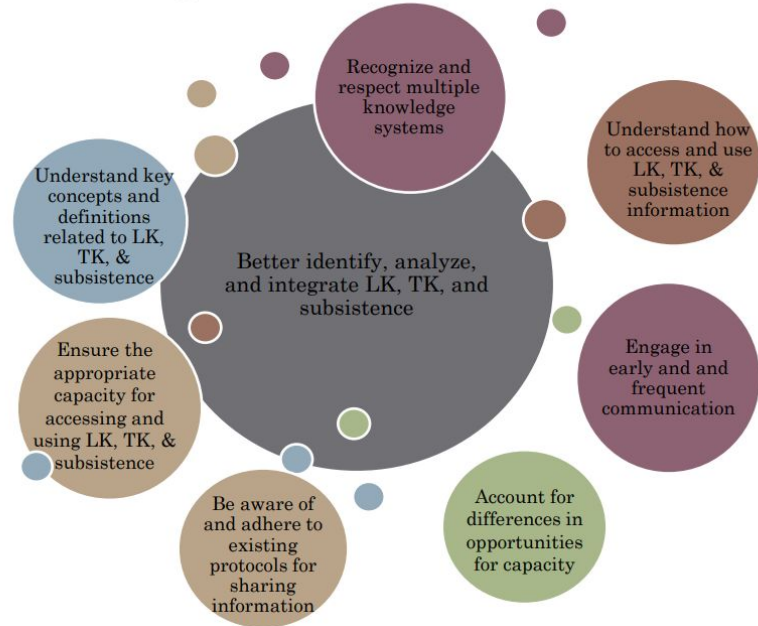 Recognize and
respect multiple
knowledge
systems
Understand how
to access and use
LK, TK, &
subsistence
information
Understand key
concepts and
definitions
related to LK,
TK, &
subsistence
Better identify, analyze,
and integrate LK, TK, and
subsistence
Ensure the
appropriate
capacity for
accessing and
using LK, TK, &
subsistence
Engage in
early and and
frequent
communication
Be aware of
and adhere to
existing
protocols for
sharing
information
Account for
differences in
opportunities
for capacity